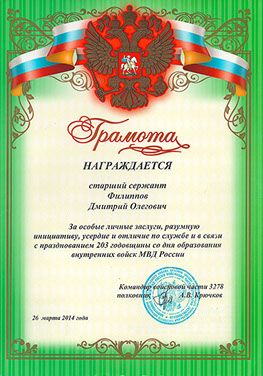 Грамота
НАГРАЖДАЕТСЯ
старший сержант
Филиппов
Дмитрий Олегович
За особые личные заслуги, разумную
инициативу, усердие и отличие по службе и в связи
с празднованием 203 годовщины со дня образования
внутренних войск МВД России
Командир войсковой части 3278
полковник А.В. Крючков
26 марта 2014 года